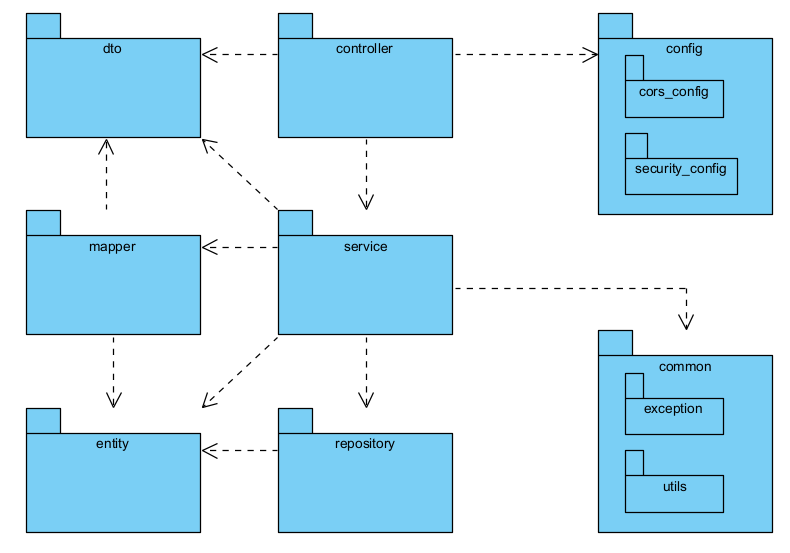 dto
controller
config
cors_config
security_config
mapper
service
common
exception
utils
entity
repository